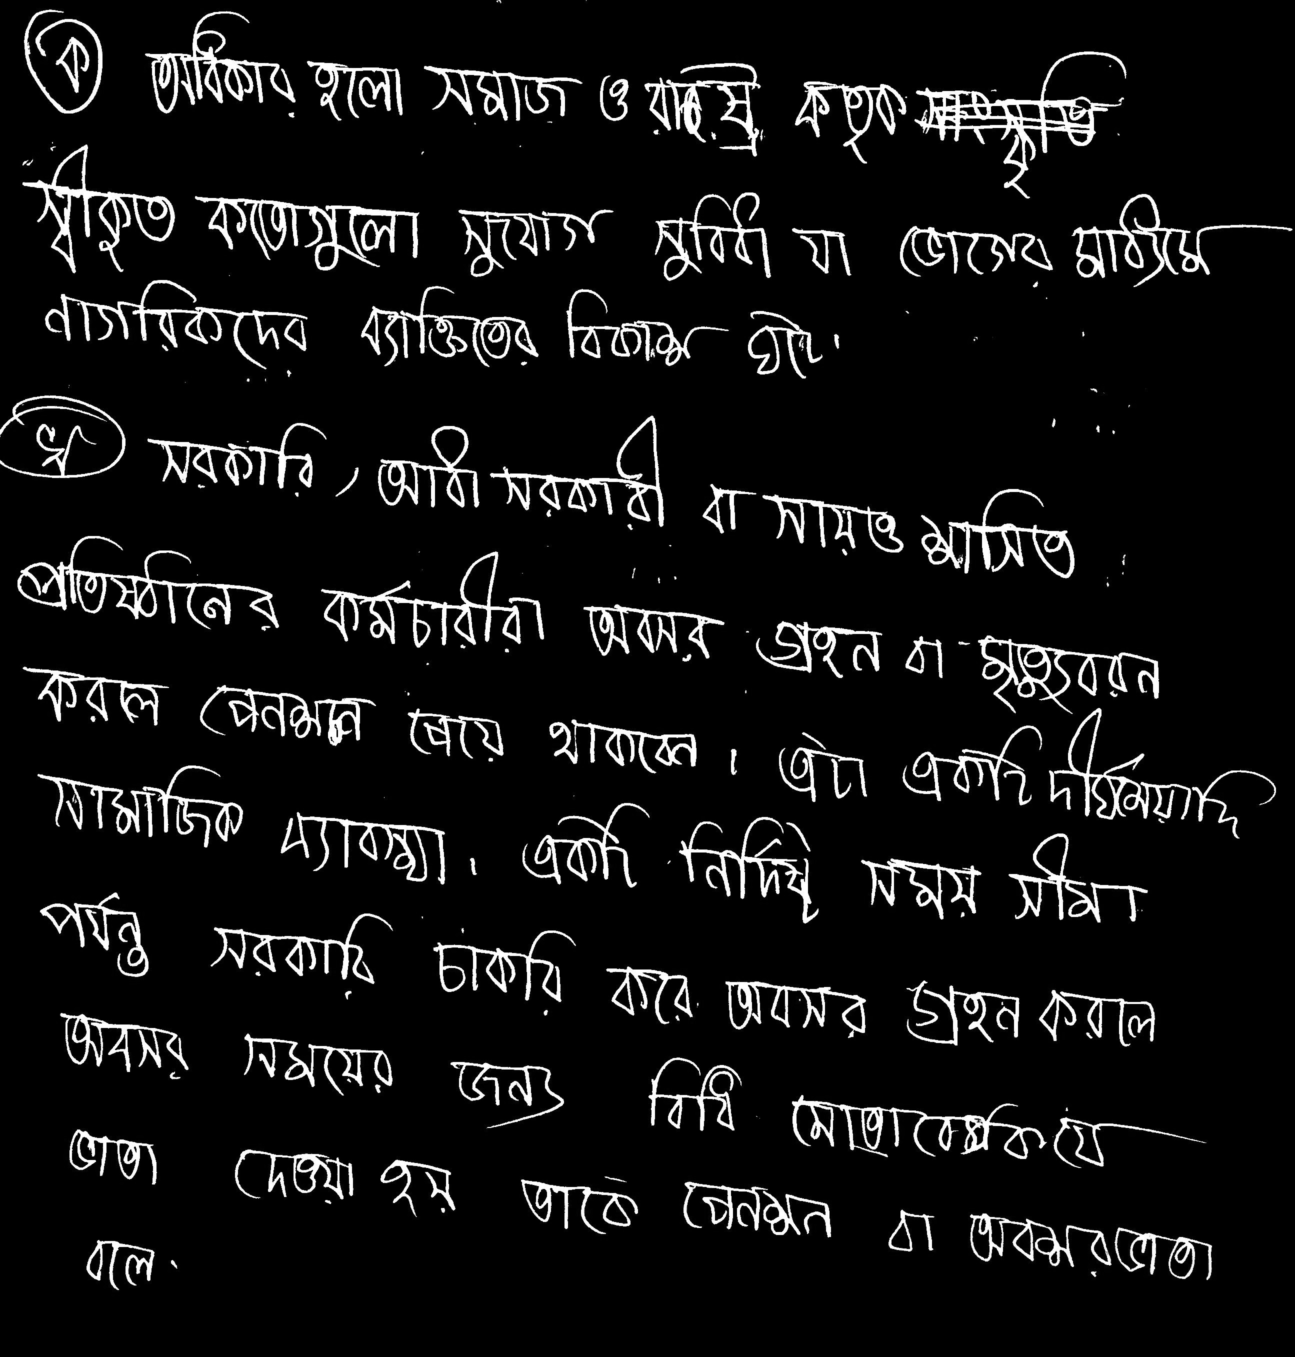 ক অধিকার হলো সমাজ ও রাষ্ট্র কতৃক
স্বীকৃত কতোগুলো সুযোগ সুবিধা যা ভোগের মাধ্যমে
নাগরিকদের ব্যাক্তিতের বিকাশ ঘটে।
খ সরকারি, আধা সরকারী বা সায়ত্ত শাসিত
প্রতিষ্ঠানের কর্মচারীরা অবসর গ্রহন বা মৃত্যুবরন
করলে পেনশন পেয়ে থাকবেন। এটা একটি দীর্ঘমেয়াদি
সামাজিক ব্যাবস্থা। একটি নির্দিষ্ট সময় সীমা
পর্যন্ত সরকারি চাকরি করে অবসর গ্রহন করলে
অবসর সময়ের জন্য বিধি মোতাবেক যে
ভাতা দেওয়া হয় তাকে পেনশন বা অবশরভাতা
বলে।